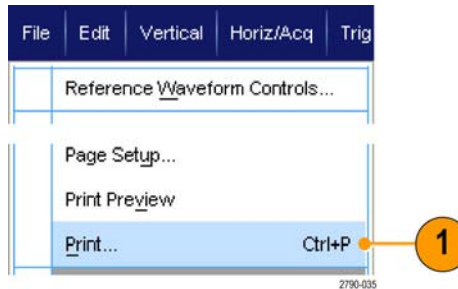 File Edit Vertical Horiz/Acq Trig
Reference Waveform Controls...
Page Setup...
Print Preview
Print... Ctrl+P 1
2790-035